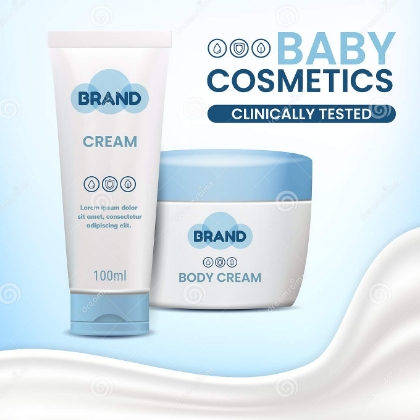 BABY
COSMETICS
CLINICALLY TESTED
BRAND
CREAM
Lorem ipsum dolor
sit amet, consectetur
adipiscing elit.
100ml
BRAND
BODY CREAM